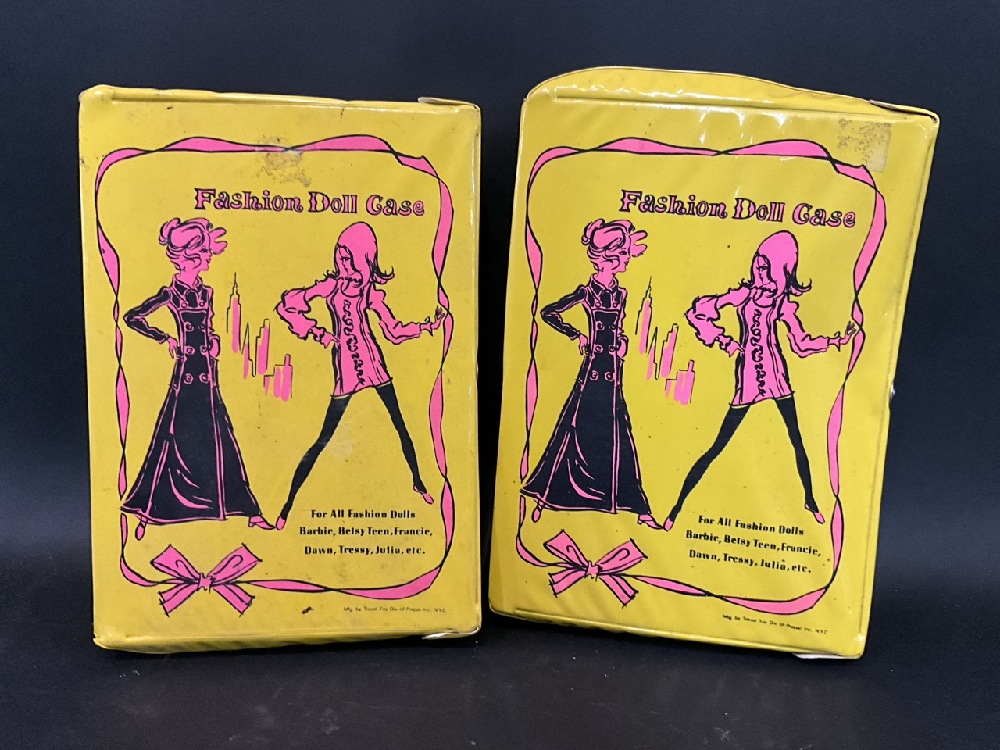 Fashion Doll Case
For All Fashion Dolls
Barbie, Betsy Teen, Francie,
Dawn, Tressy, Julia, etc.
Fashion Doll Case
For All Fashion Dolls
Barbie, Betsy Teen, Francie,
Dawn, Tressy, Julia, etc.